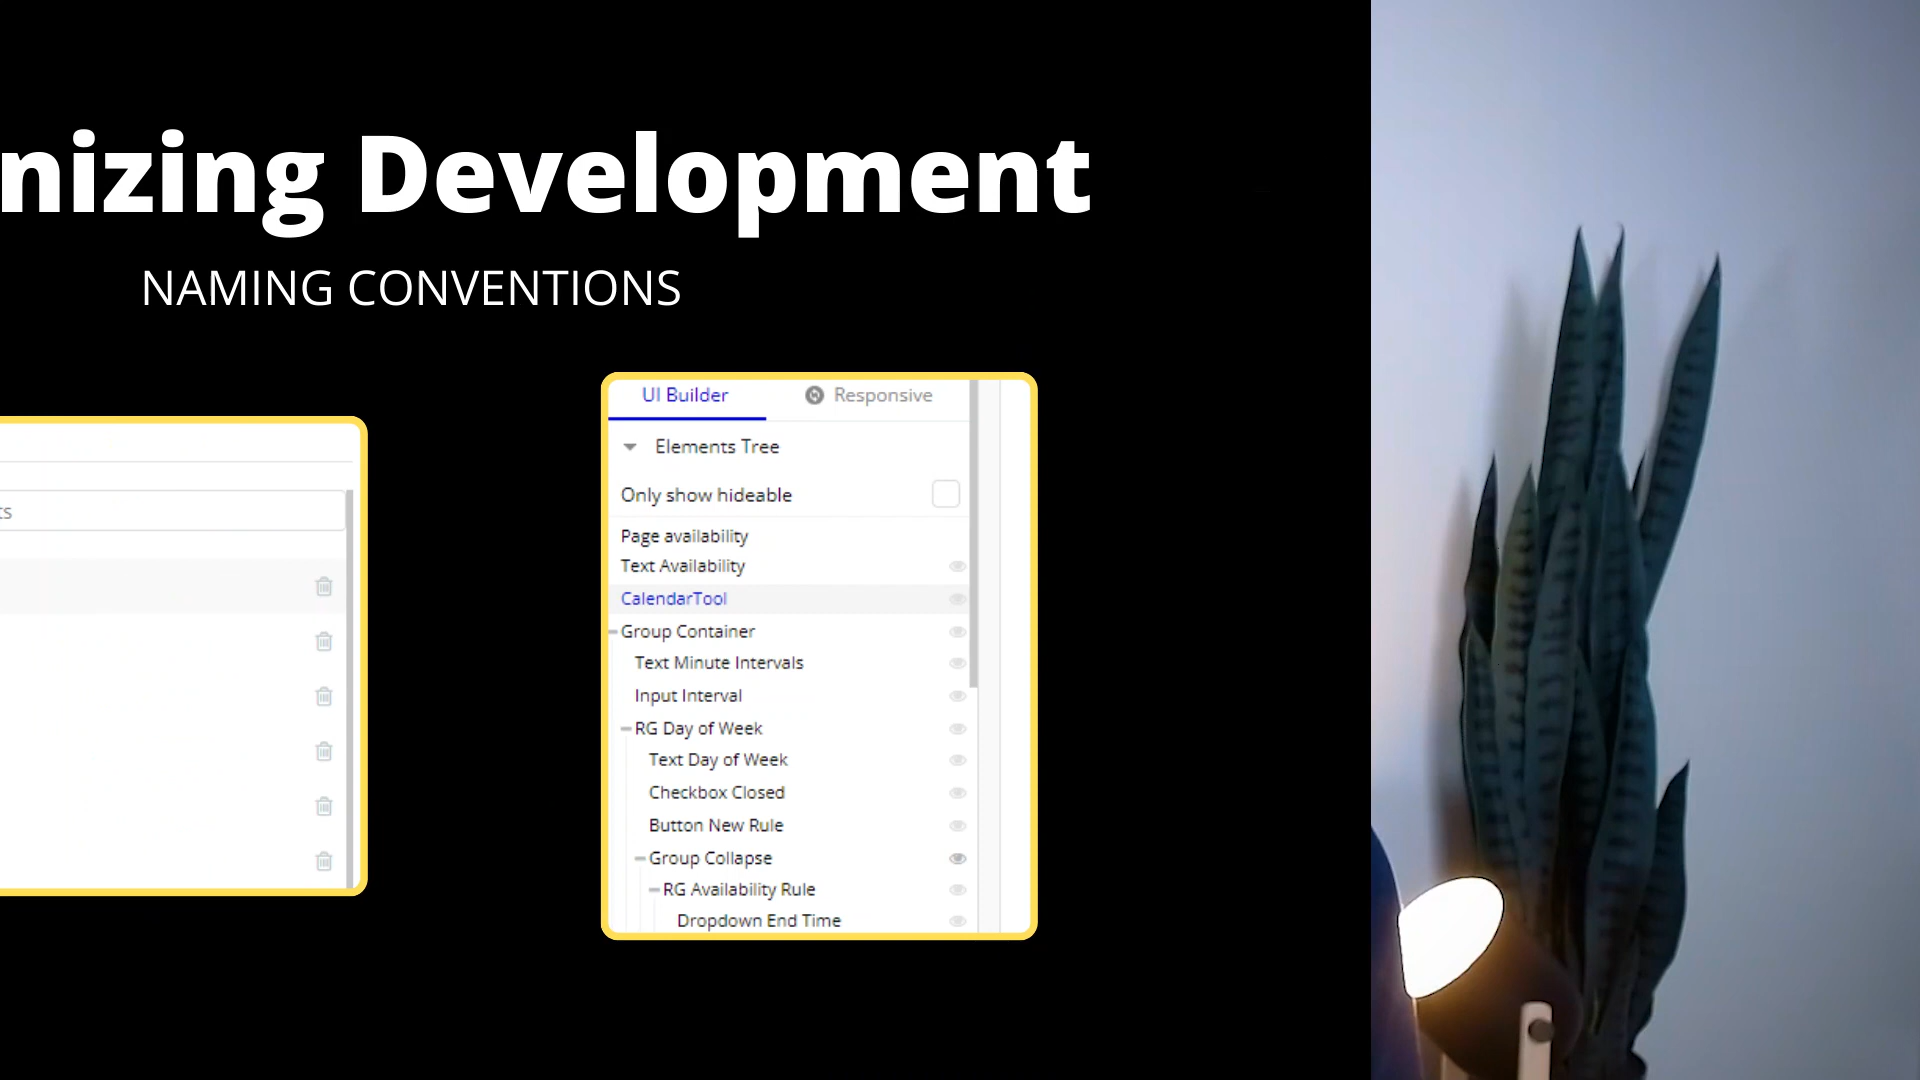 nizing Development
NAMING CONVENTIONS
ts
UI Builder
Responsive
Elements Tree
Only show hideable
Page availability
Text Availability
CalendarTool
Group Container
Text Minute Intervals
Input Interval
RG Day of Week
Text Day of Week
Checkbox Closed
Button New Rule
Group Collapse
RG Availability Rule
Dropdown End Time